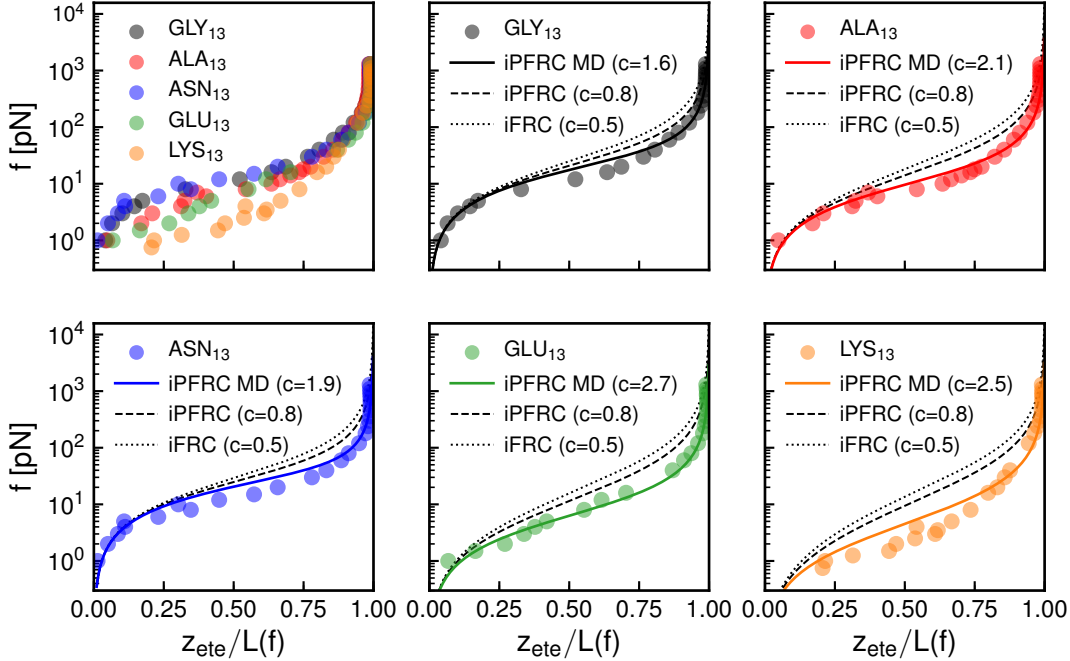 10⁴
10³
10²
10¹
10⁰
f [pN]
GLY₁₃
ALA₁₃
ASN₁₃
GLU₁₃
LYS₁₃
GLY₁₃
iPFRC MD (c=1.6)
iPFRC (c=0.8)
iFRC (c=0.5)
ALA₁₃
iPFRC MD (c=2.1)
iPFRC (c=0.8)
iFRC (c=0.5)
10⁴
10³
10²
10¹
10⁰
f [pN]
ASN₁₃
iPFRC MD (c=1.9)
iPFRC (c=0.8)
iFRC (c=0.5)
GLU₁₃
iPFRC MD (c=2.7)
iPFRC (c=0.8)
iFRC (c=0.5)
LYS₁₃
iPFRC MD (c=2.5)
iPFRC (c=0.8)
iFRC (c=0.5)
0.00 0.25 0.50 0.75 1.00
0.00 0.25 0.50 0.75 1.00
0.00 0.25 0.50 0.75 1.00
zₑₜₑ/L(f)
zₑₜₑ/L(f)
zₑₜₑ/L(f)